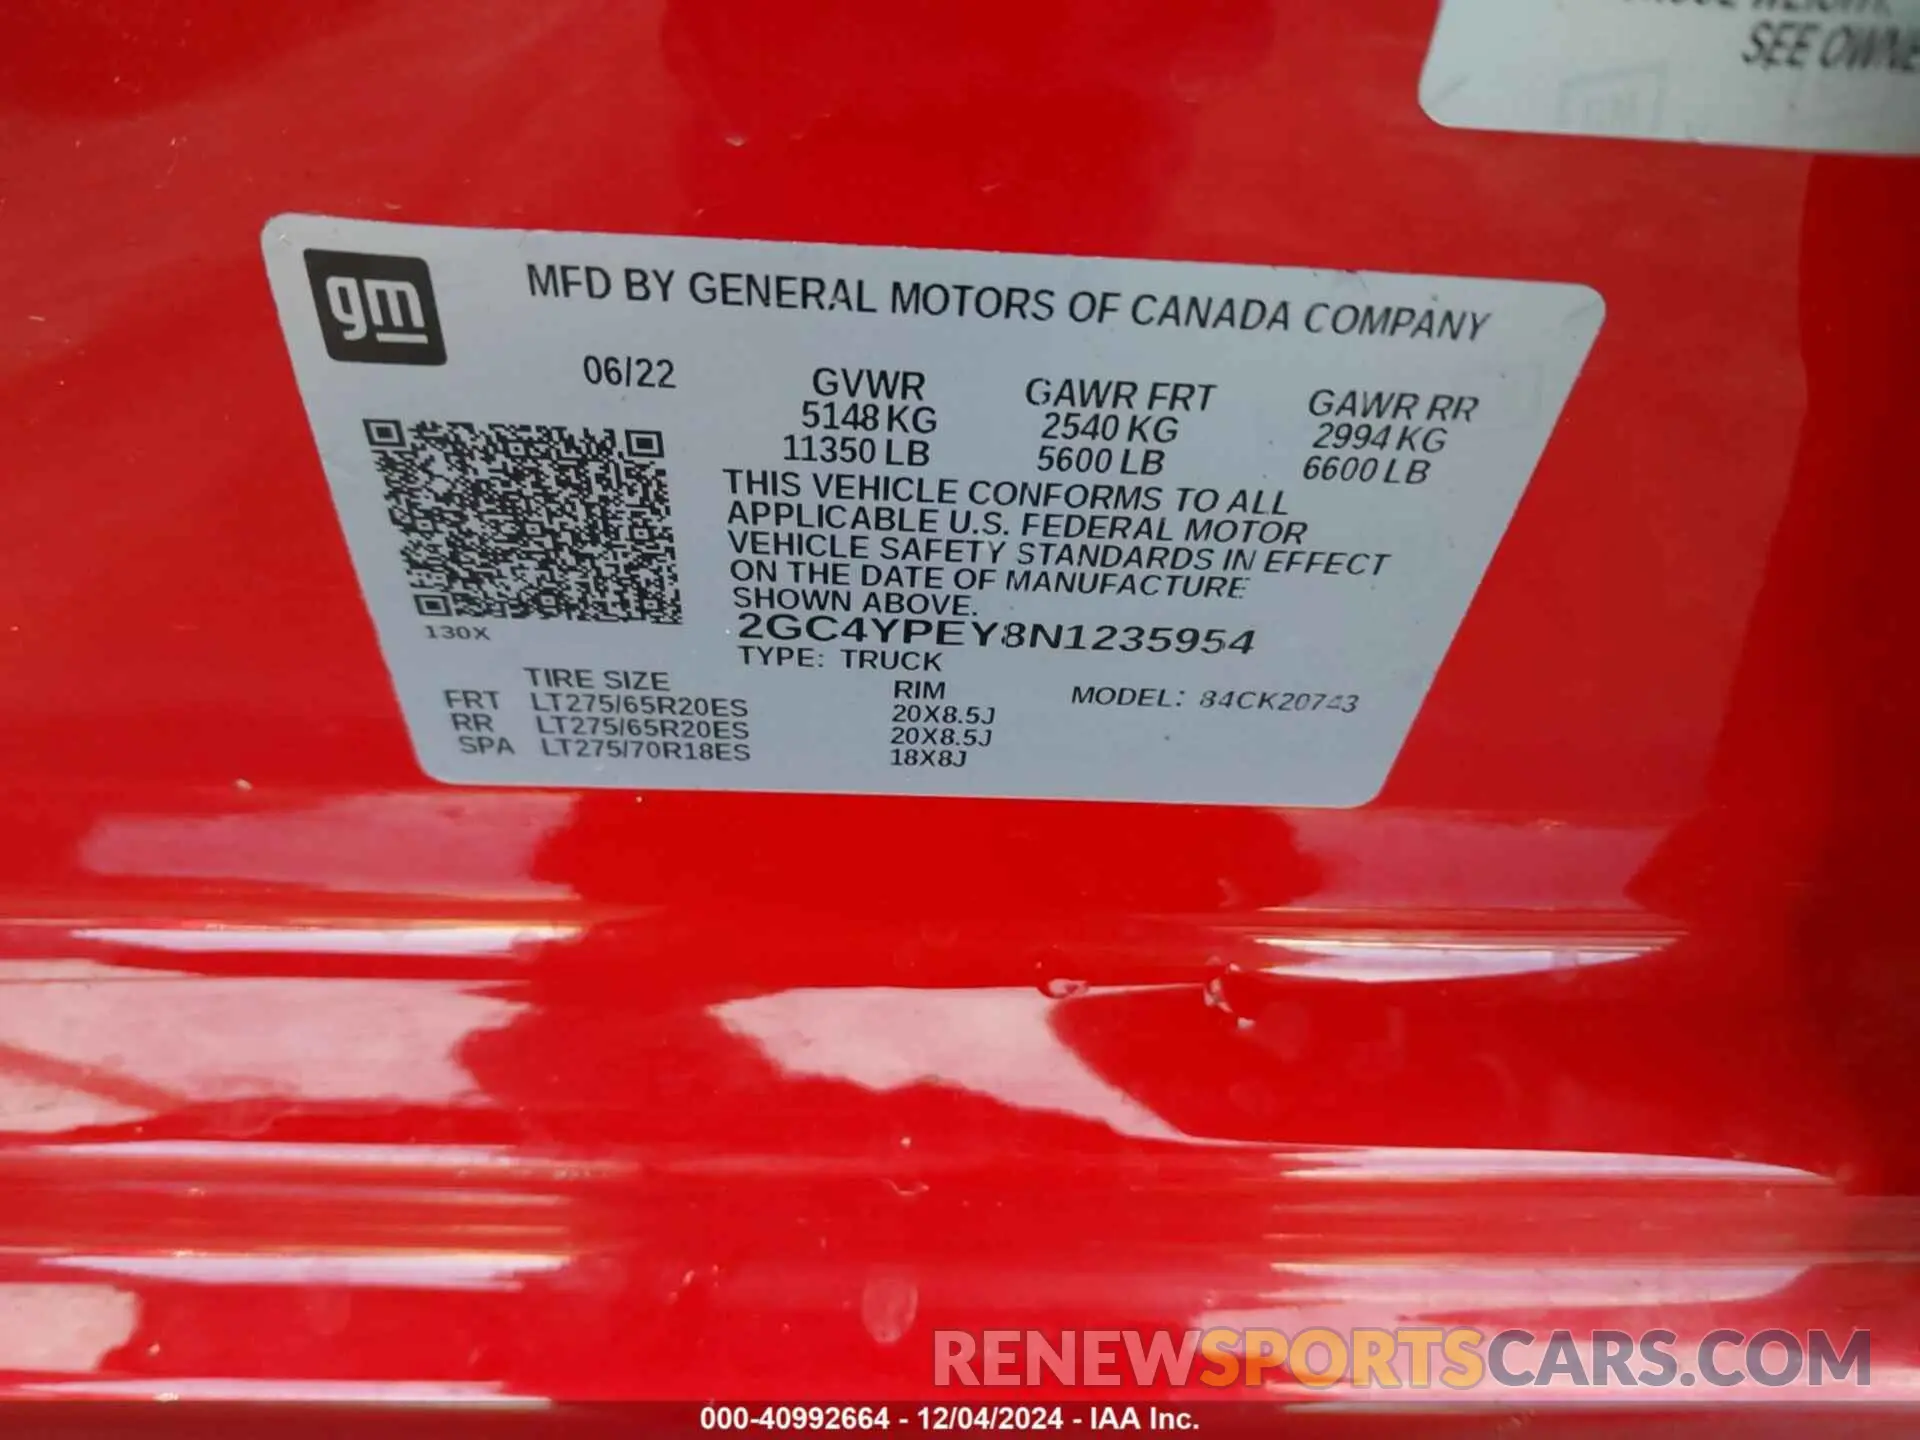 SEE OWNE
gm
MFD BY GENERAL MOTORS OF CANADA COMPANY
06/22
GVWR GAWR FRT GAWR RR
5148 KG 2540 KG 2994 KG
11350 LB 5600 LB 6600 LB
THIS VEHICLE CONFORMS TO ALL
APPLICABLE U.S. FEDERAL MOTOR
VEHICLE SAFETY STANDARDS IN EFFECT
ON THE DATE OF MANUFACTURE
SHOWN ABOVE.
130X
2GC4YPEY8N1235954
TYPE: TRUCK
TIRE SIZE RIM MODEL: 84CK20743
FRT LT275/65R20ES 20X8.5J
RR LT275/65R20ES 20X8.5J
SPA LT275/70R18ES 18X8J
RENEWSPORTSCARS.COM
000-40992664 - 12/04/2024 - IAA Inc.